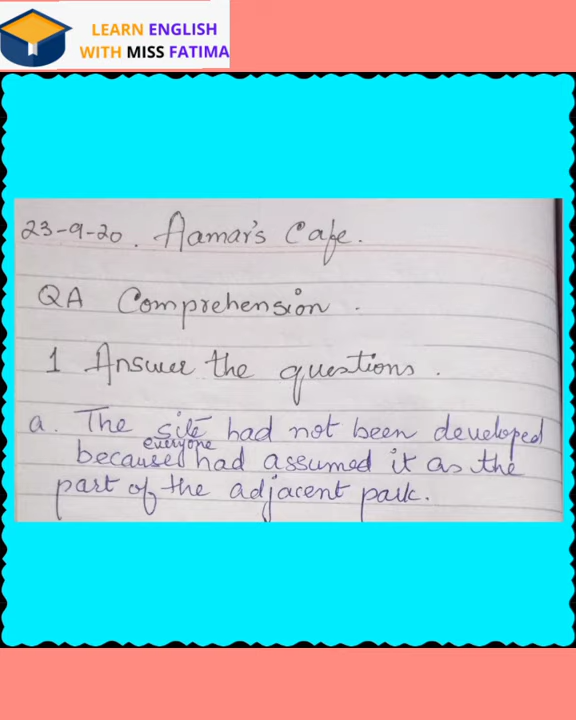 LEARN ENGLISH
WITH MISS FATIMA
23-9-20. Aamar's Cafe.
QA Comprehension.
1 Answer the questions.
a. The site had not been developed
because everyone had assumed it as the
part of the adjacent park.